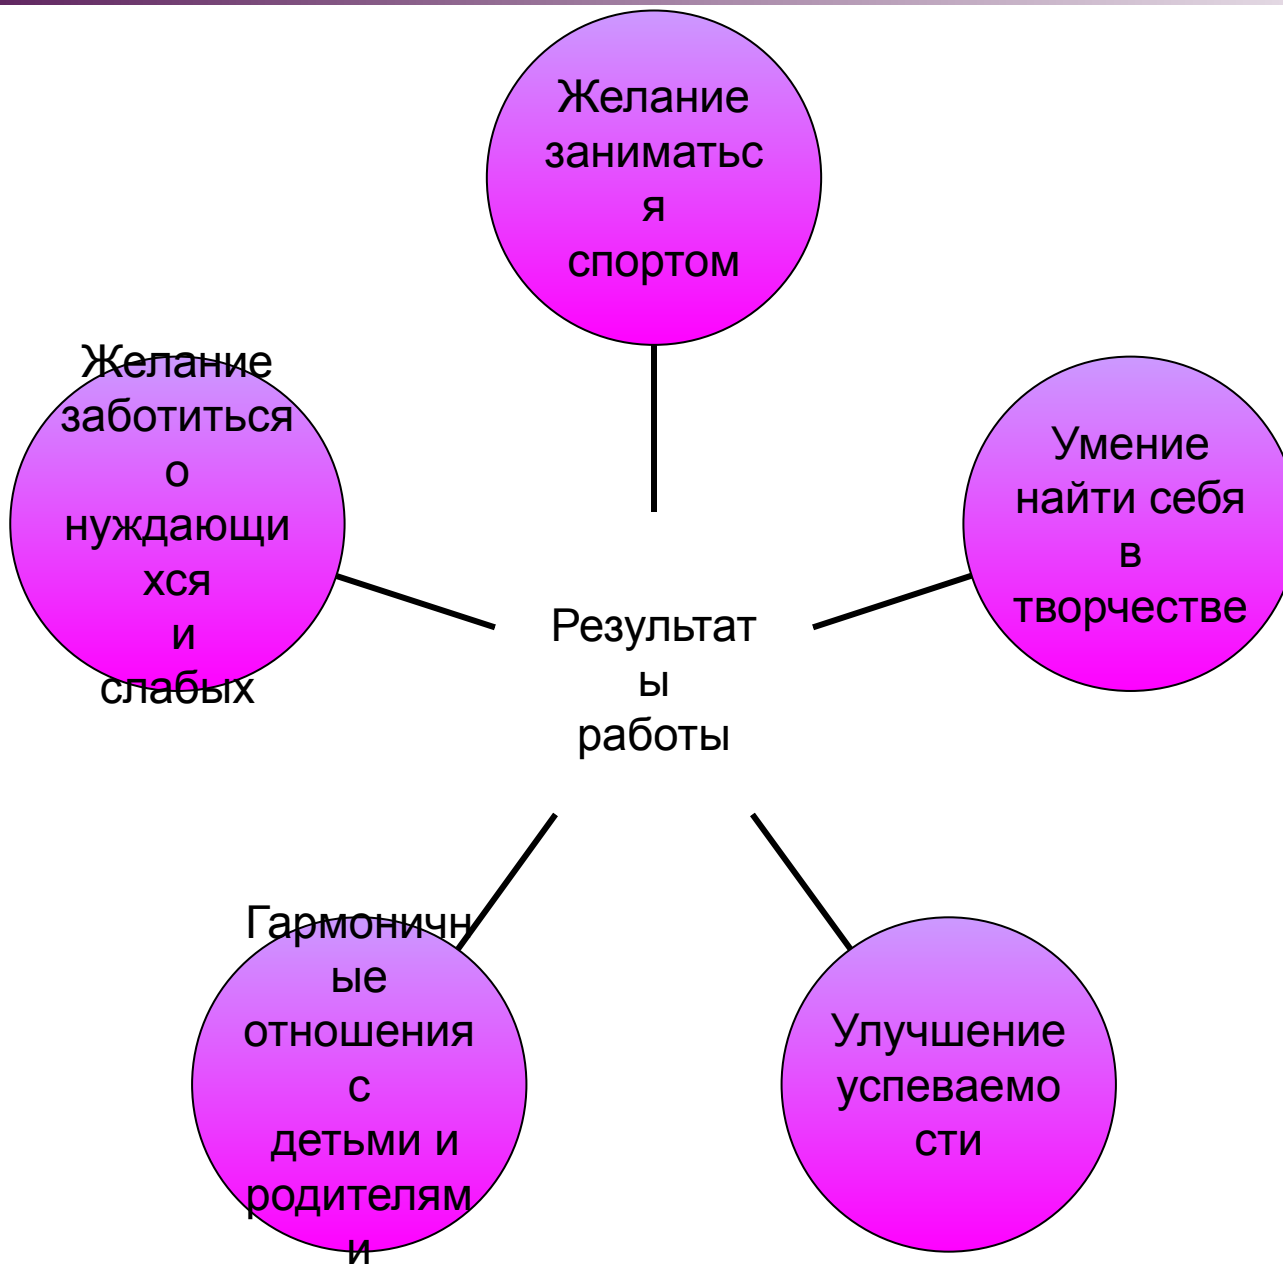 Желание
заниматьс
я
спортом
Желание
заботиться
о
нуждающи
хся
и
слабых
Умение
найти себя
в
творчестве
Результат
ы
работы
Гармоничн
ые
отношения
с
детьми и
родителям
и
Улучшение
успеваемо
сти